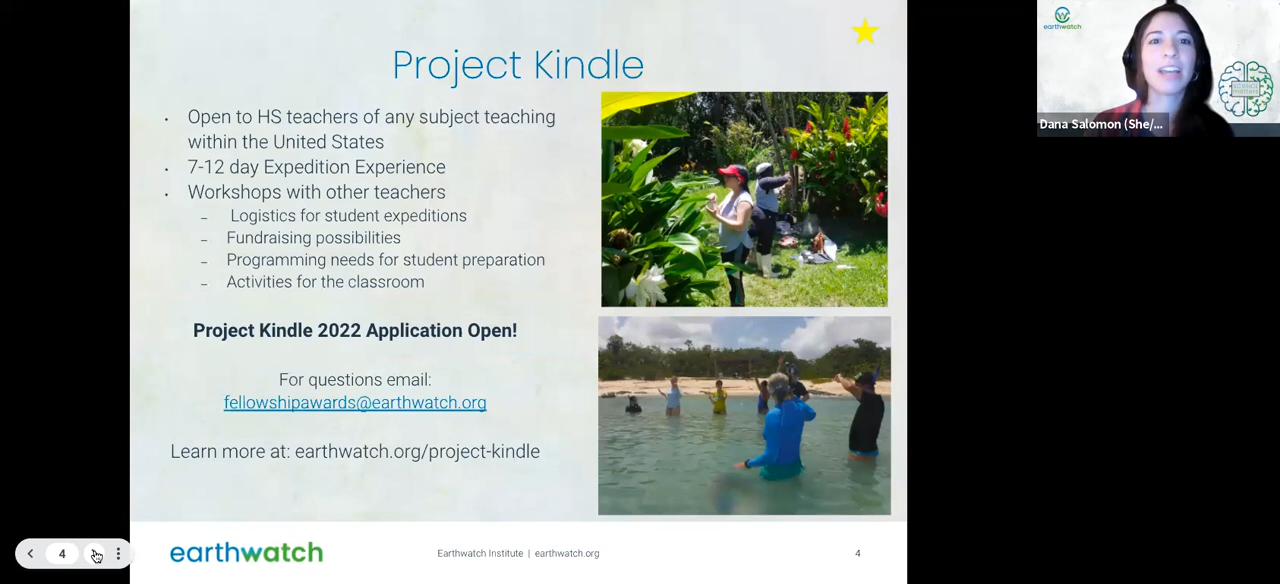 Project Kindle
• Open to HS teachers of any subject teaching
within the United States
• 7-12 day Expedition Experience
• Workshops with other teachers
– Logistics for student expeditions
– Fundraising possibilities
– Programming needs for student preparation
– Activities for the classroom
Project Kindle 2022 Application Open!
For questions email:
fellowshipawards@earthwatch.org
Learn more at: earthwatch.org/project-kindle
earthwatch
Earthwatch Institute | earthwatch.org
4
4
earthwatch
Dana Salomon (She/...